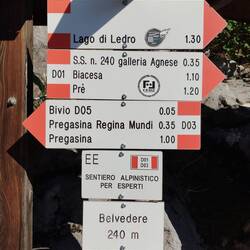 Lago di Ledro 1.30
S.S. n. 240 galleria Agnese 0.35
D01 Biacesa 1.10
Prè 1.20
Bivio D05 0.05
Pregasina Regina Mundi 0.35 D03
Pregasina 1.00
EE D01 D03
SENTIERO ALPINISTICO
PER ESPERTI
Belvedere
240 m